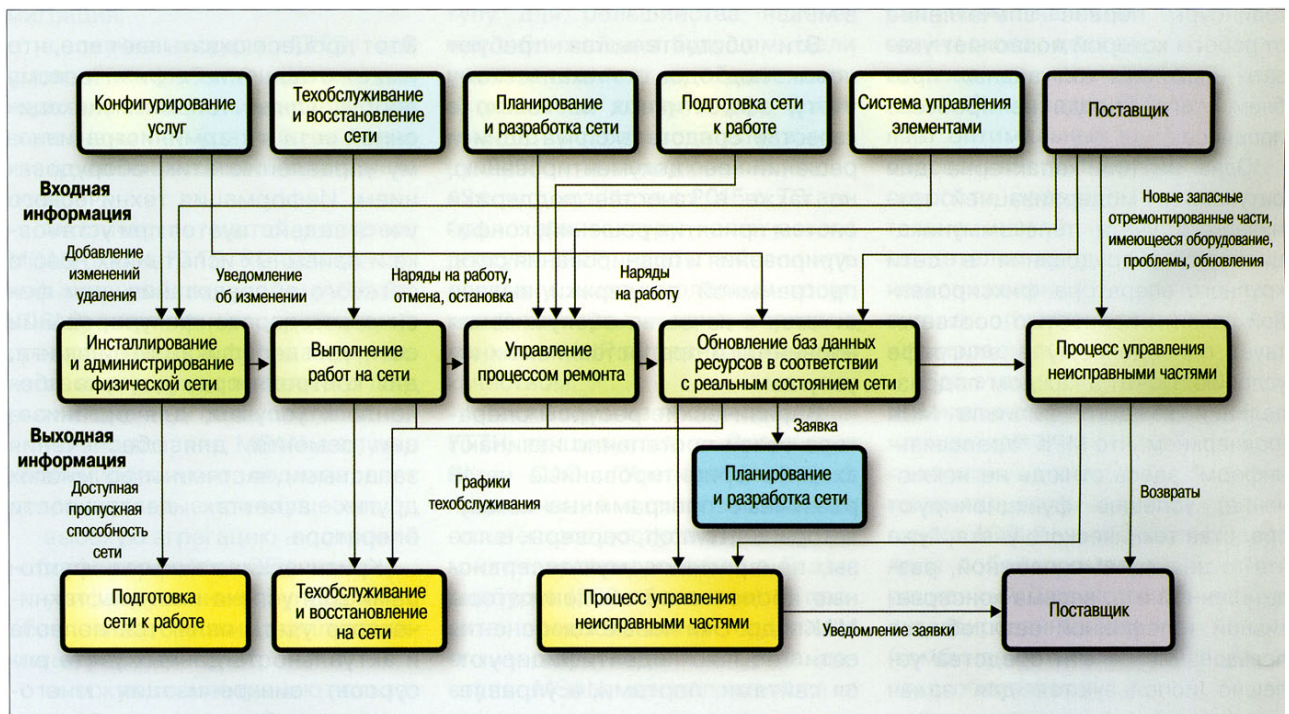 Конфигурирование
услуг
Техобслуживание
и восстановление
сети
Планирование
и разработка сети
Подготовка сети
к работе
Система управления
элементами
Поставщик
Входная
информация
Добавления
изменений
удаления
Уведомления
об изменении
Наряды на работу,
отмена, остановка
Наряды
на работу
Новые запасные
отремонтированные части,
имеющееся оборудование,
проблемы, обновления
Инсталлирование
и администрирование
физической сети
Выполнение
работ на сети
Управление
процессом ремонта
Обновление баз данных
ресурсов в соответствии
с реальным состоянием сети
Процесс управления
неисправными частями
Выходная
информация
Заявка
Планирование
и разработка сети
Доступная
пропускная
способность
сети
Графики
техобслуживания
Возвраты
Подготовка
сети к работе
Техобслуживание
и восстановление
на сети
Процесс управления
неисправными частями
Уведомление заявки
Поставщик